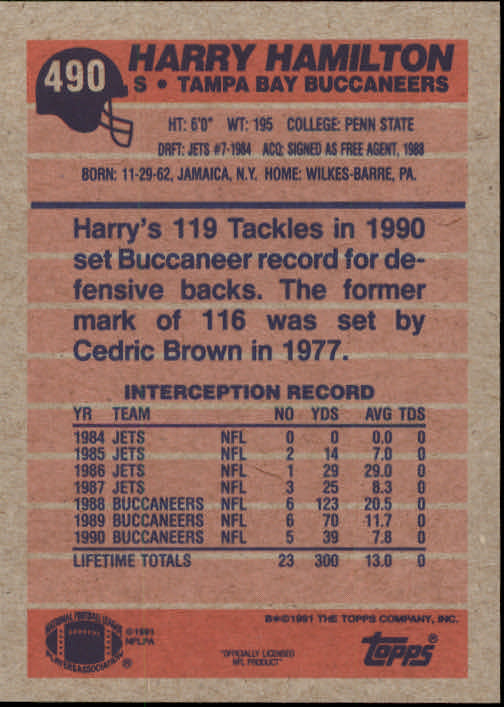 490
HARRY HAMILTON
S • TAMPA BAY BUCCANEERS
HT: 6'0" WT: 195 COLLEGE: PENN STATE
DRFT: JETS #7-1984 ACQ: SIGNED AS FREE AGENT, 1988
BORN: 11-29-62, JAMAICA, N.Y. HOME: WILKES-BARRE, PA.
Harry's 119 Tackles in 1990
set Buccaneer record for de-
fensive backs. The former
mark of 116 was set by
Cedric Brown in 1977.
INTERCEPTION RECORD
YR TEAM NO YDS AVG TDS
1984 JETS NFL 0 0 0.0 0
1985 JETS NFL 2 14 7.0 0
1986 JETS NFL 1 29 29.0 0
1987 JETS NFL 3 25 8.3 0
1988 BUCCANEERS NFL 6 123 20.5 0
1989 BUCCANEERS NFL 6 70 11.7 0
1990 BUCCANEERS NFL 5 39 7.8 0
LIFETIME TOTALS 23 300 13.0 0
B*©1991 THE TOPPS COMPANY, INC.
NATIONAL FOOTBALL LEAGUE
PLAYERS ASSOCIATION ®
©1991
NFLPA
"OFFICIALLY LICENSED
NFL PRODUCT"
topps®